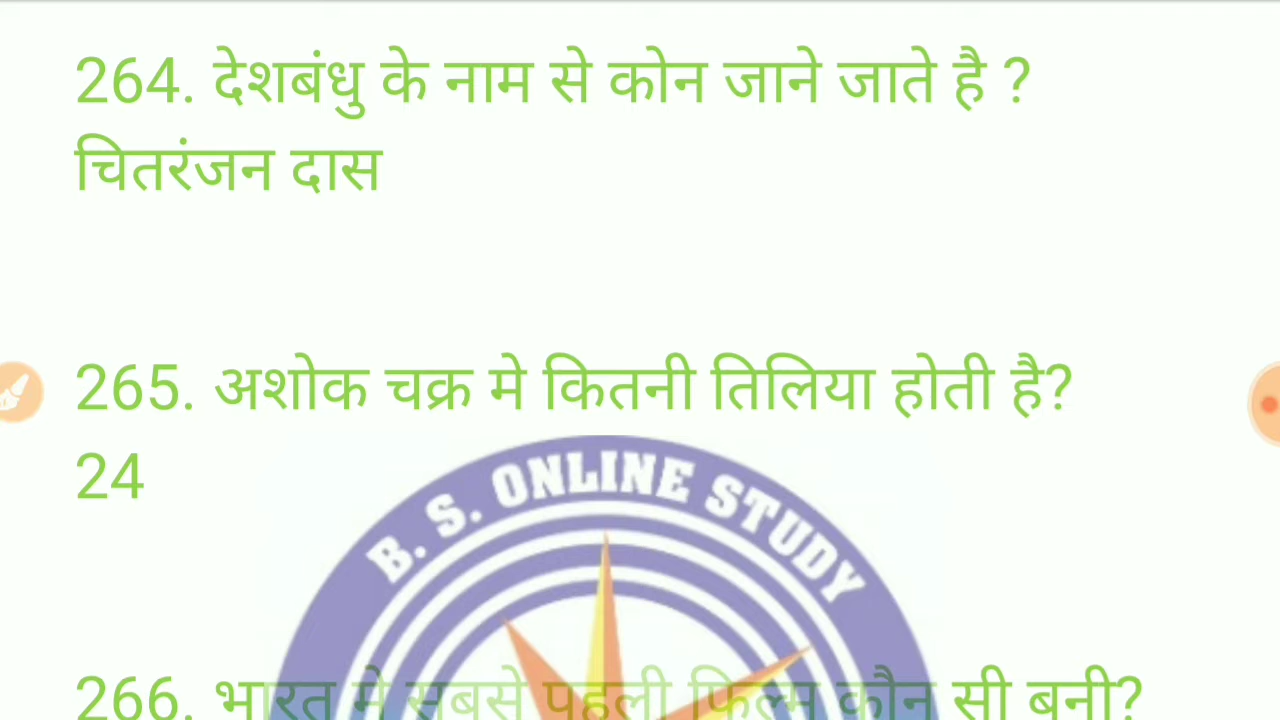 264. देशबंधु के नाम से कोन जाने जाते है ?
चितरंजन दास
265. अशोक चक्र मे कितनी तिलिया होती है?
24
B. S. ONLINE STUDY
266. भारत मे सबसे पहली फिल्म कौन सी बनी?